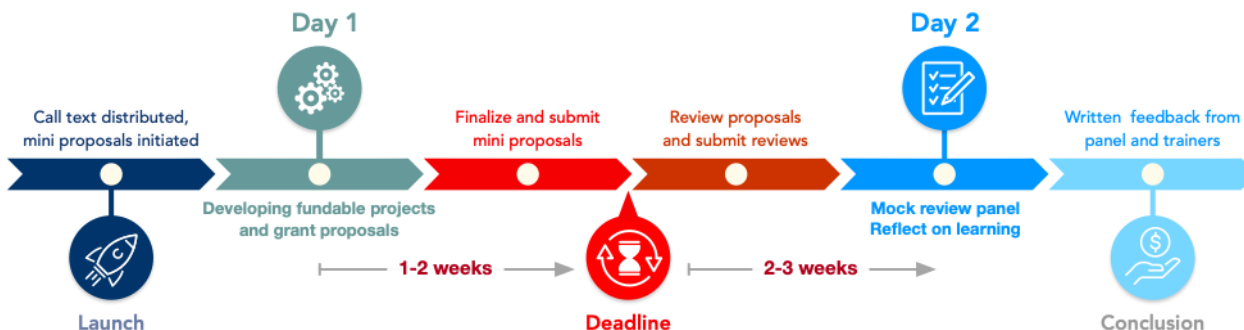 Day 1
Day 2
Call text distributed,
mini proposals initiated
Finalize and submit
mini proposals
Review proposals
and submit reviews
Written feedback from
panel and trainers
Developing fundable projects
and grant proposals
Mock review panel
Reflect on learning
C
$
1-2 weeks
2-3 weeks
Launch
Deadline
Conclusion